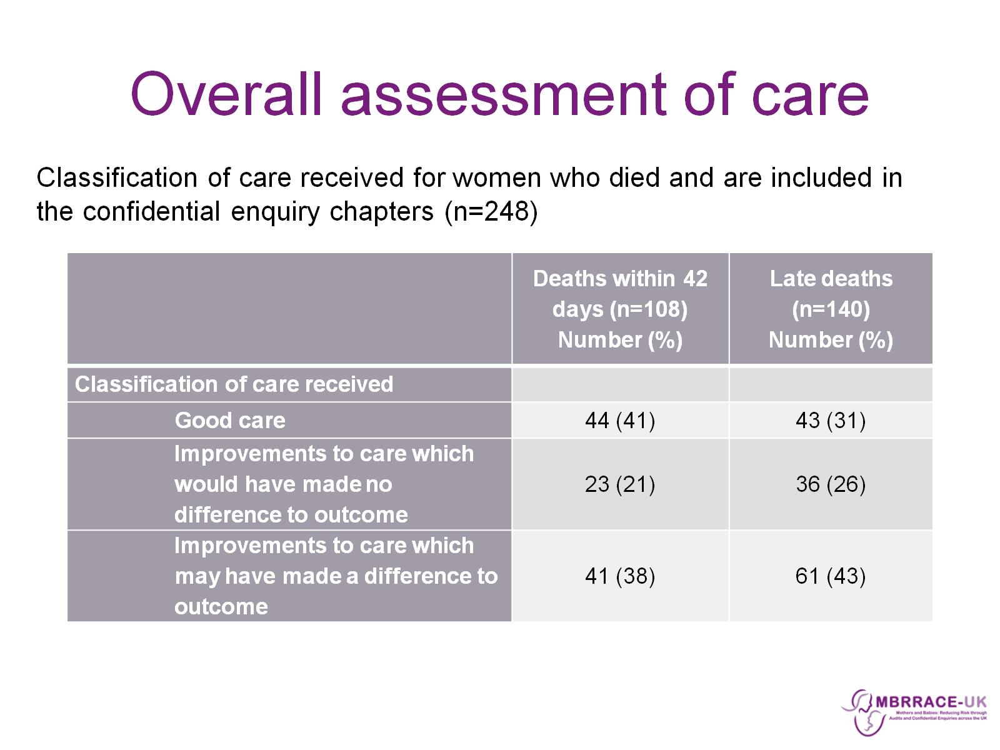 Overall assessment of care
Classification of care received for women who died and are included in
the confidential enquiry chapters (n=248)
Deaths within 42
days (n=108)
Number (%)
Late deaths
(n=140)
Number (%)
Classification of care received
Good care
44 (41)
43 (31)
Improvements to care which
would have made no
difference to outcome
23 (21)
36 (26)
Improvements to care which
may have made a difference to
outcome
41 (38)
61 (43)
MBRRACE-UK
Mothers and Babies: Reducing Risk through
Audits and Confidential Enquiries across the UK